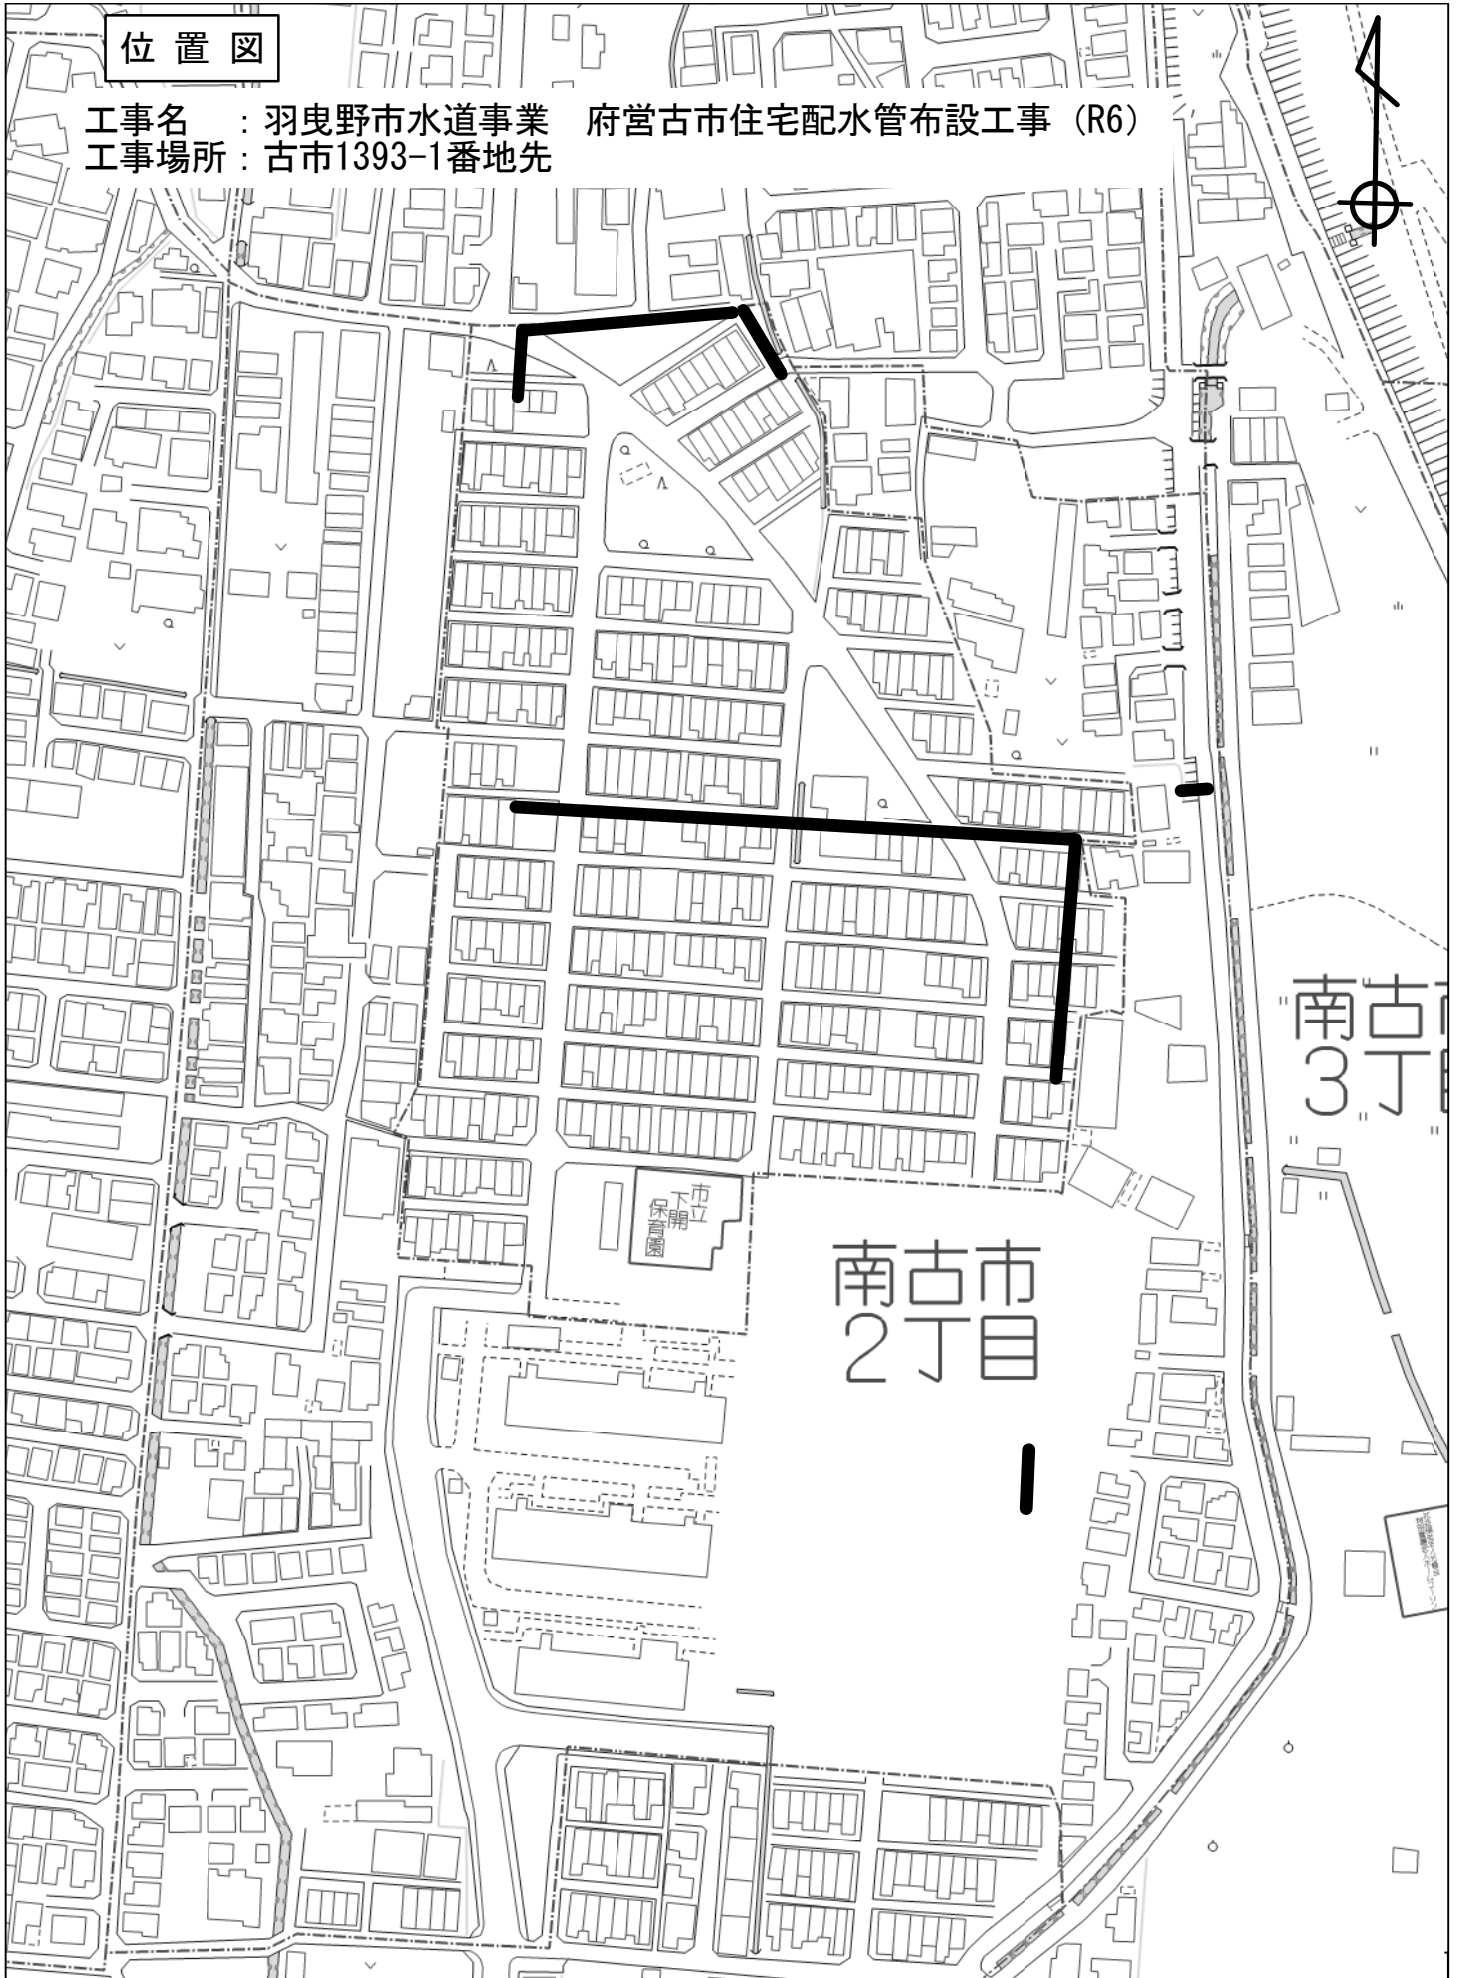 位置図
工事名　：羽曳野市水道事業　府営古市住宅配水管布設工事（R6）
工事場所：古市1393-1番地先
南古市
3丁目
市立
下開
保育園
南古市
2丁目